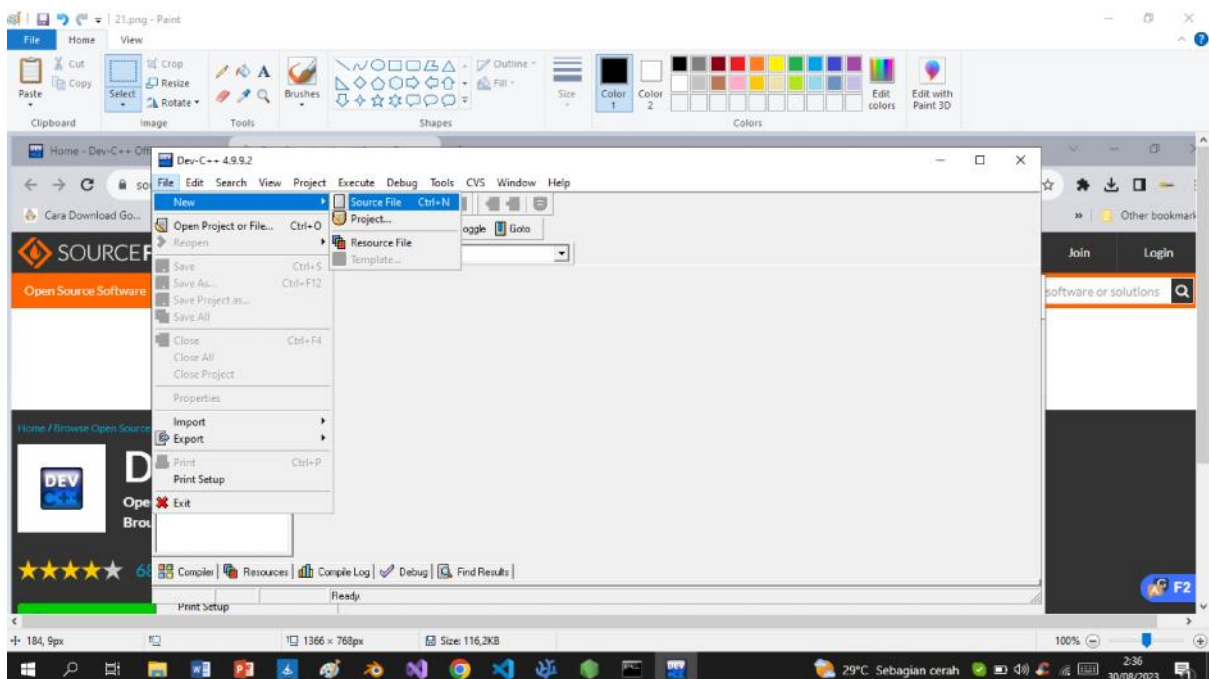 21.png - Paint
File Home View
Paste
Cut
Copy
Clipboard
Select
Crop
Resize
Rotate
Image
Tools
Brushes
Outline
Fill
Shapes
Size
Color 1
Color 2
Edit colors
Edit with Paint 3D
Colors
Home - Dev-C++ Off
Dev-C++ 4.9.9.2
File Edit Search View Project Execute Debug Tools CVS Window Help
New
Source File Ctrl+N
Project...
Resource File
Template...
oggle Goto
Open Project or File... Ctrl+O
Reopen
Save Ctrl+S
Save As... Ctrl+F12
Save Project as...
Save All
Close Ctrl+F4
Close All
Close Project
Properties
Import
Export
Print Ctrl+P
Print Setup
Exit
Compiler Resources Compile Log Debug Find Results
Ready.
Print Setup
so
Cara Download Go...
Other bookmark
SOURCEF
Join Login
Open Source Software
software or solutions
Home / Browse Open Source
DEV C++
D
Ope
Brou
68
F2
184, 9px
1366 × 768px
Size: 116,2KB
100%
29°C Sebagian cerah
2:36
30/08/2023